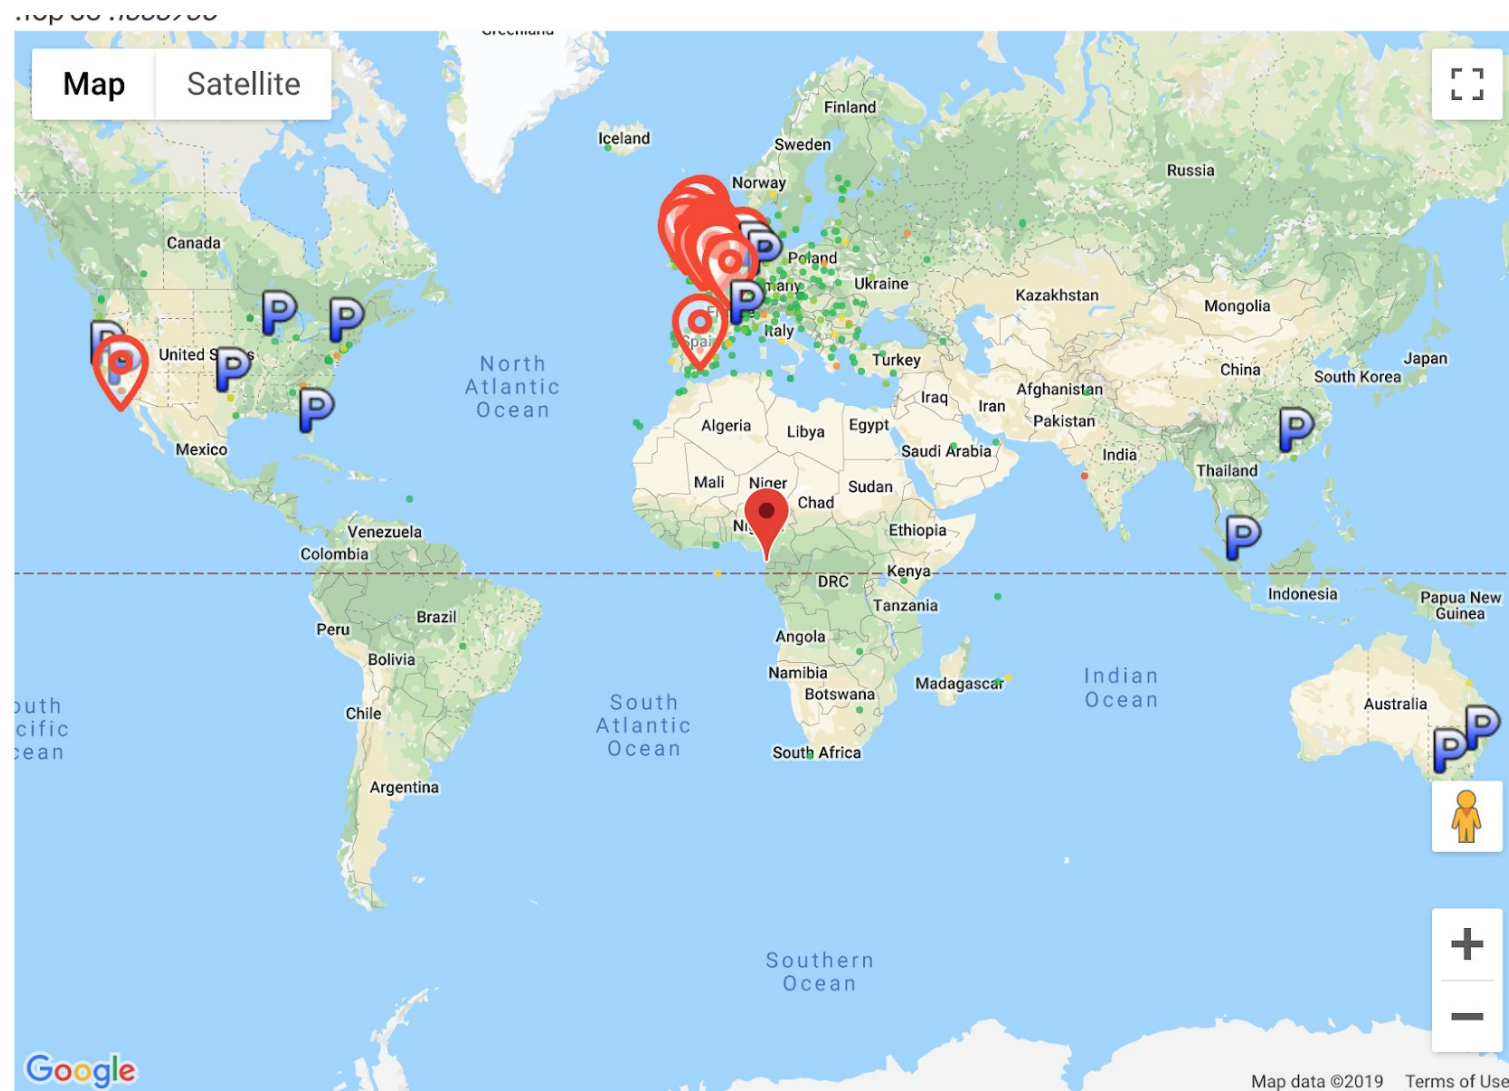 Greenland
Map
Satellite
Finland
Iceland
Sweden
Russia
Norway
Canada
Poland
Ukraine
Kazakhstan
Mongolia
Italy
United
North
Atlantic
Ocean
Turkey
Japan
China
South Korea
Afghanistan
Iraq
Iran
Pakistan
Algeria
Libya
Egypt
Mexico
Saudi Arabia
India
Thailand
Mali
Niger
Chad
Sudan
Venezuela
Ethiopia
Colombia
DRC
Kenya
Indonesia
Papua New
Guinea
Tanzania
Brazil
Peru
Angola
Bolivia
Namibia
Madagascar
Indian
Ocean
Botswana
Australia
South
Atlantic
Ocean
Chile
South Africa
Argentina
Southern
Ocean
P
P
P
P
P
P
P
P
P
P
P
P
P
Google
Map data ©2019
Terms of Use